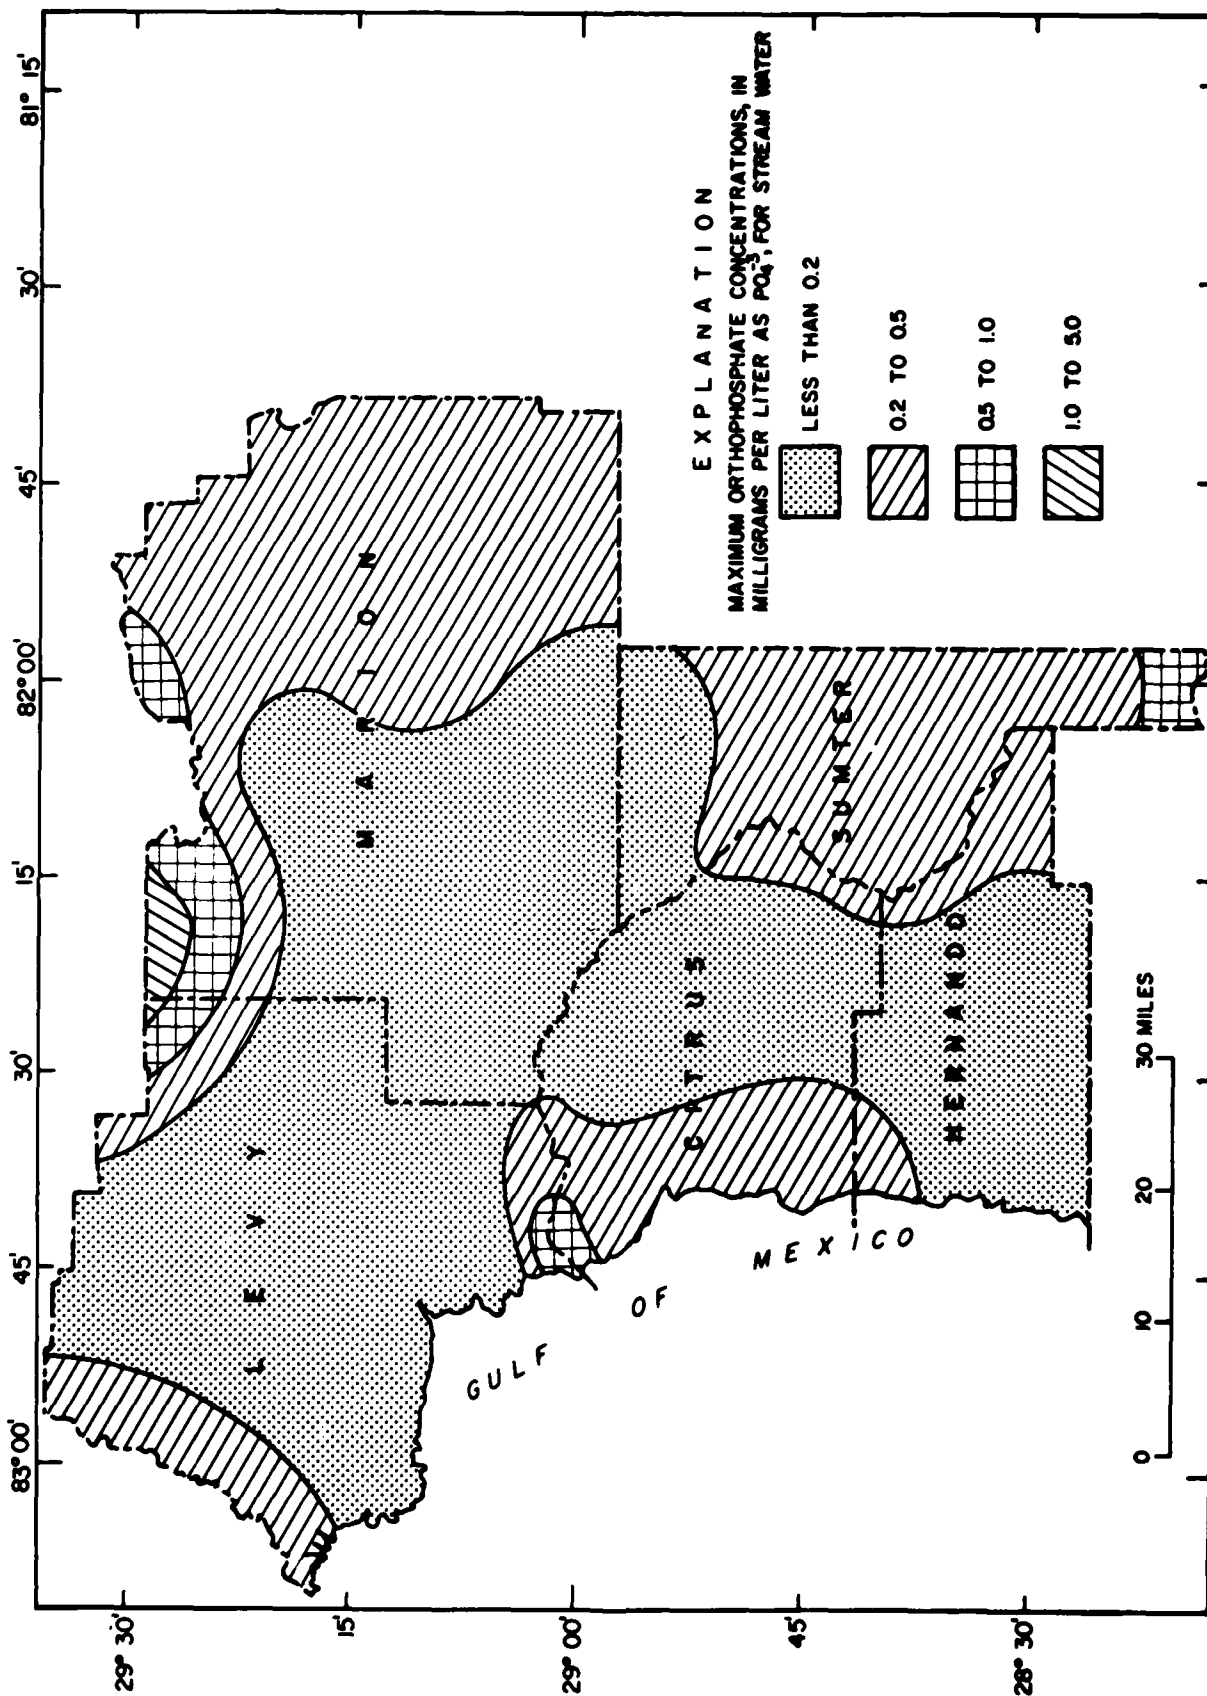 83° 00'
45'
30'
15'
82° 00'
45'
30'
81° 15'
29° 30'
15'
29° 00'
45'
28° 30'
LEVY
MARION
CITRUS
SUMTER
HERNANDO
GULF OF MEXICO
EXPLANATION
MAXIMUM ORTHOPHOSPHATE CONCENTRATIONS, IN
MILLIGRAMS PER LITER AS PO₄⁻³, FOR STREAM WATER
LESS THAN 0.2
0.2 TO 0.5
0.5 TO 1.0
1.0 TO 5.0
0 10 20 30 MILES